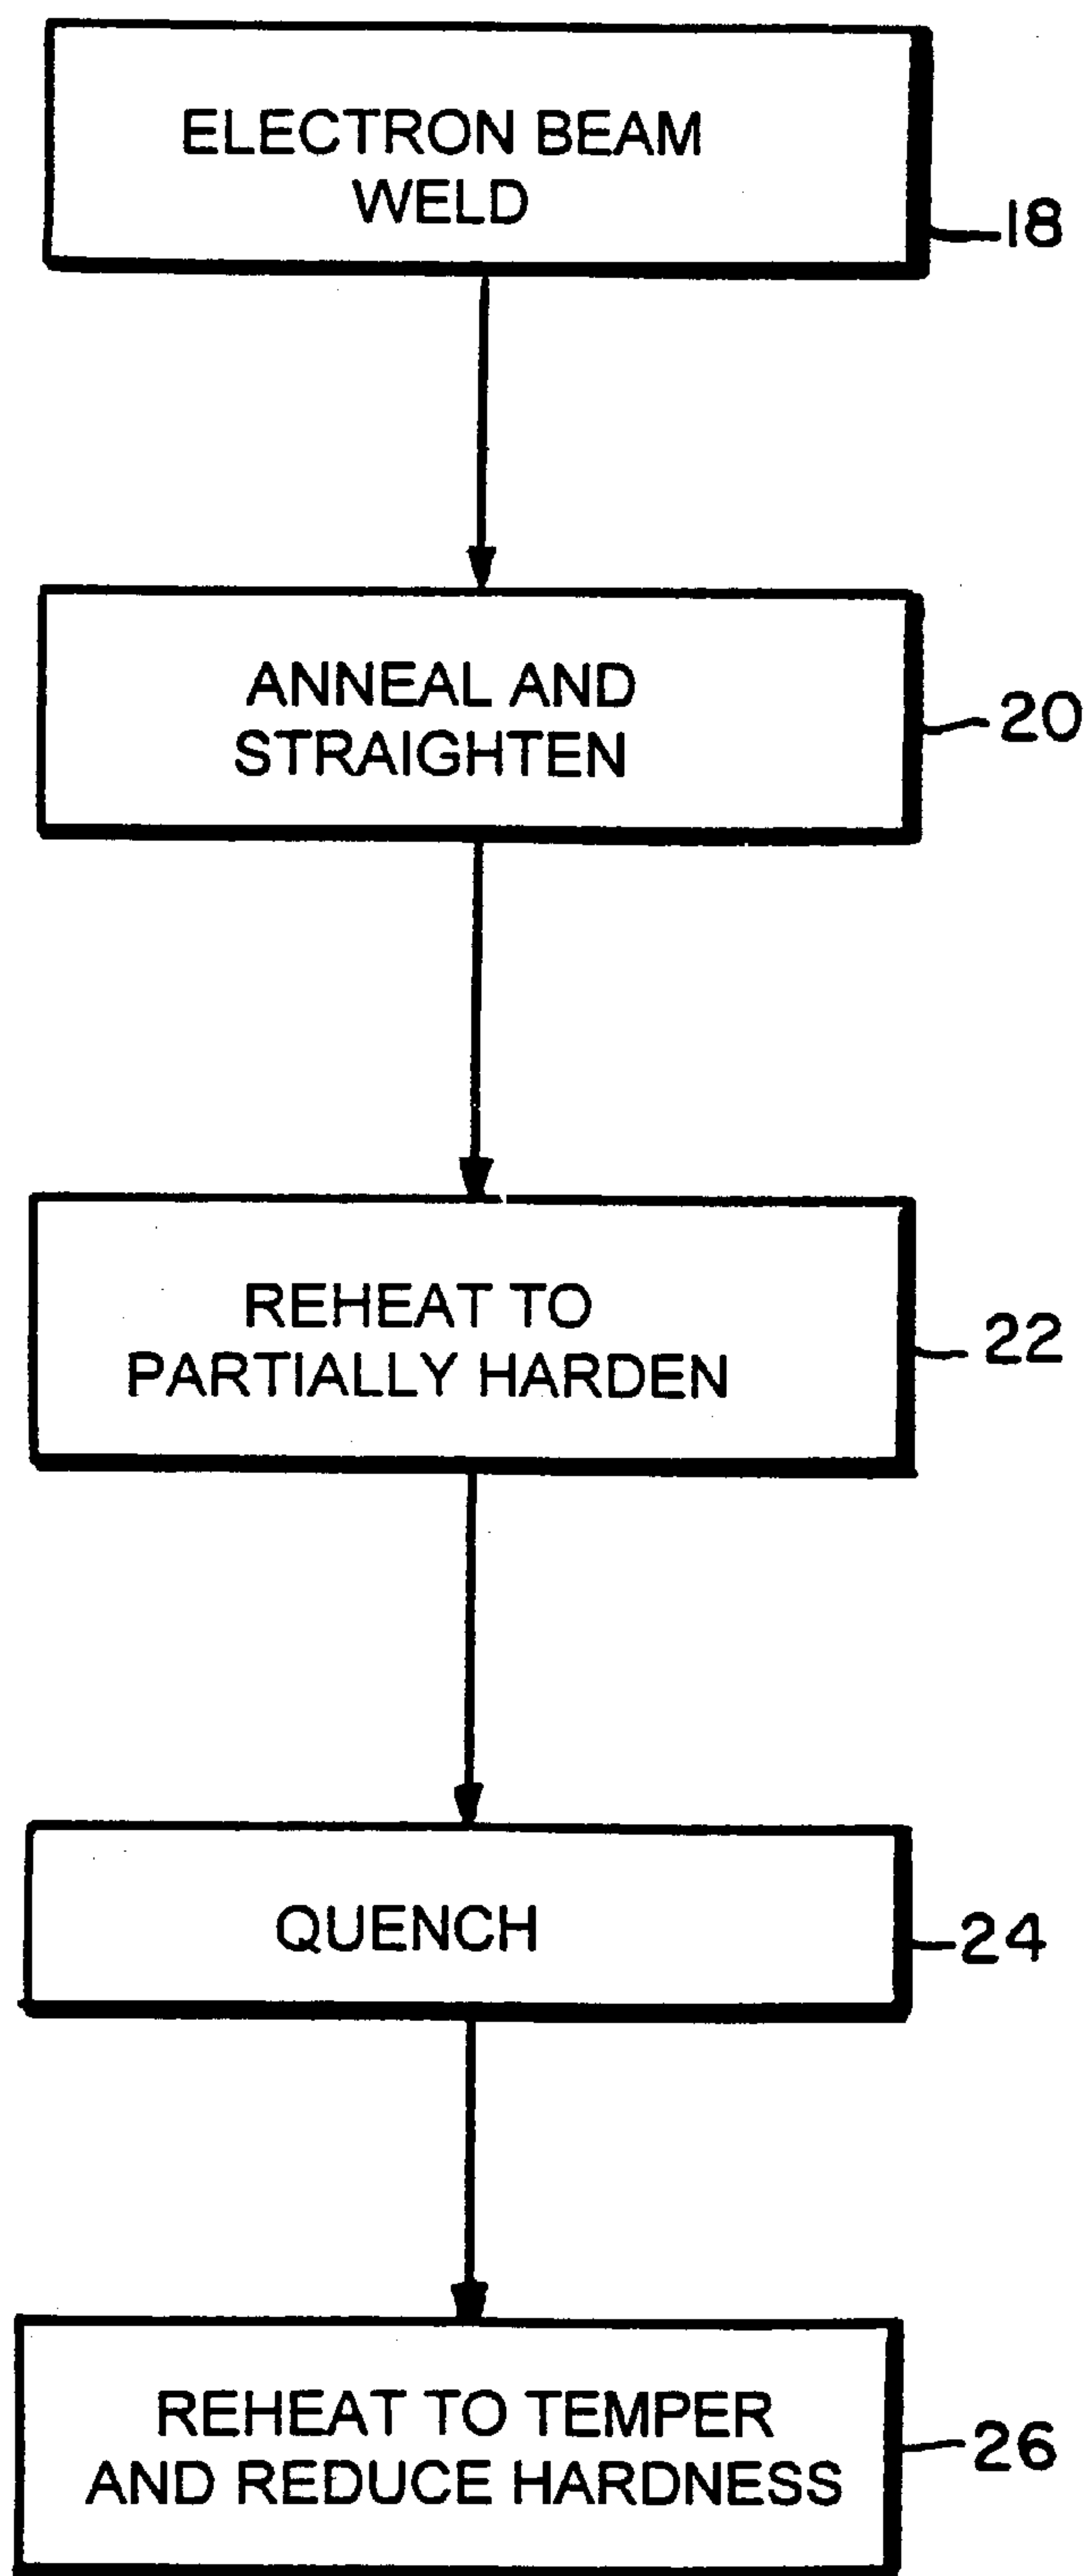 ELECTRON BEAM
WELD
18
ANNEAL AND
STRAIGHTEN
20
REHEAT TO
PARTIALLY HARDEN
22
QUENCH
24
REHEAT TO TEMPER
AND REDUCE HARDNESS
26